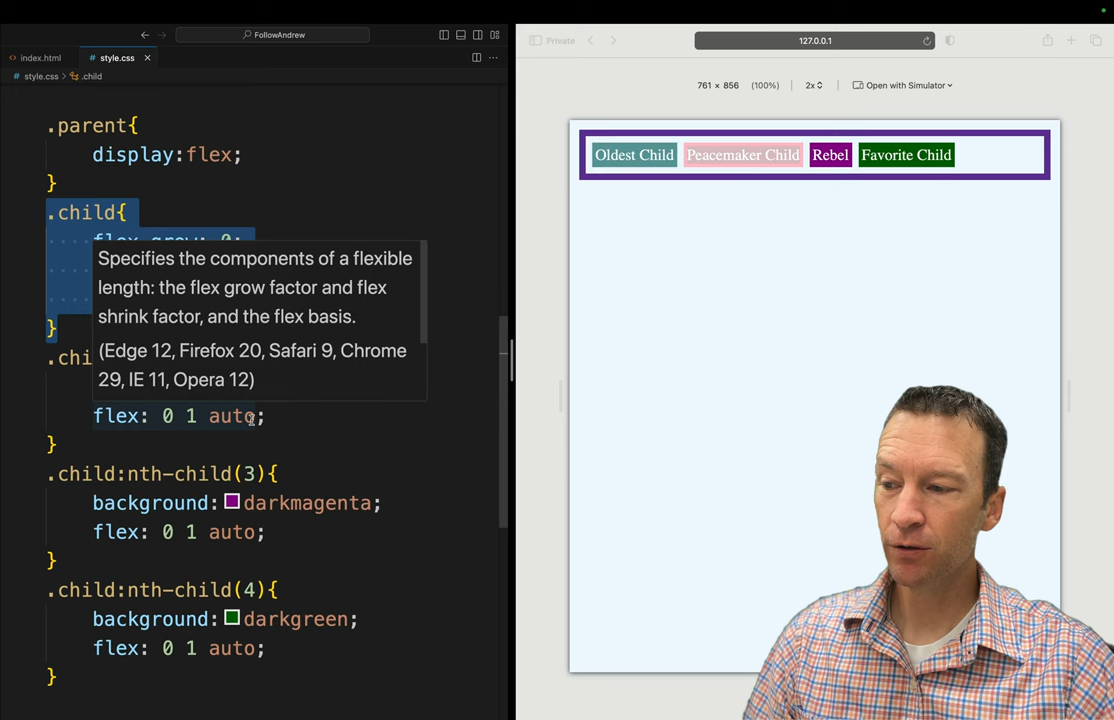 FollowAndrew
index.html
style.css
style.css > .child
.parent{
display:flex;
}
.child{
}
Specifies the components of a flexible
length: the flex grow factor and flex
shrink factor, and the flex basis.
(Edge 12, Firefox 20, Safari 9, Chrome
29, IE 11, Opera 12)
.chi
flex: 0 1 auto;
}
.child:nth-child(3){
background: darkmagenta;
flex: 0 1 auto;
}
.child:nth-child(4){
background: darkgreen;
flex: 0 1 auto;
}
Private
127.0.0.1
761 × 856 (100%) 2x Open with Simulator
Oldest Child Peacemaker Child Rebel Favorite Child